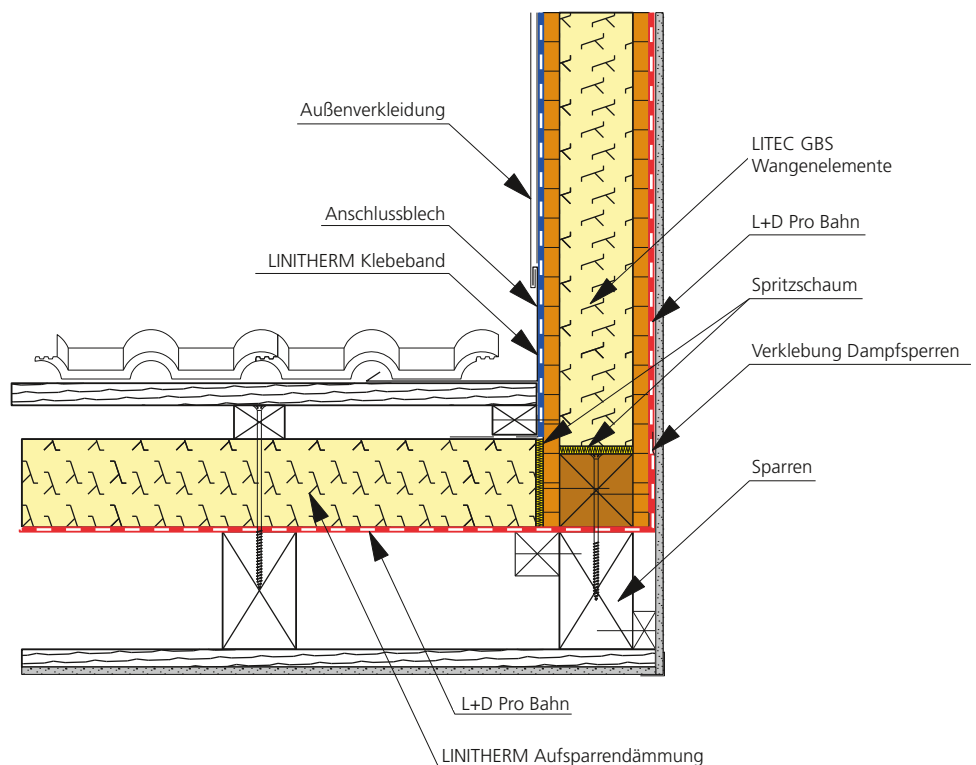 Außenverkleidung
Anschlussblech
LINITHERM Klebeband
LITEC GBS
Wangenelemente
L+D Pro Bahn
Spritzschaum
Verklebung Dampfsperren
Sparren
L+D Pro Bahn
LINITHERM Aufsparrendämmung